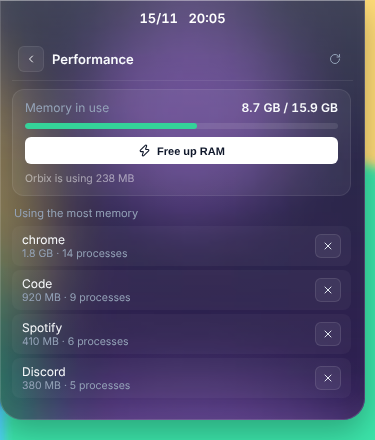 15/11 20:05
Performance
Memory in use 8.7 GB / 15.9 GB
Free up RAM
Orbix is using 238 MB
Using the most memory
chrome
1.8 GB · 14 processes
Code
920 MB · 9 processes
Spotify
410 MB · 6 processes
Discord
380 MB · 5 processes